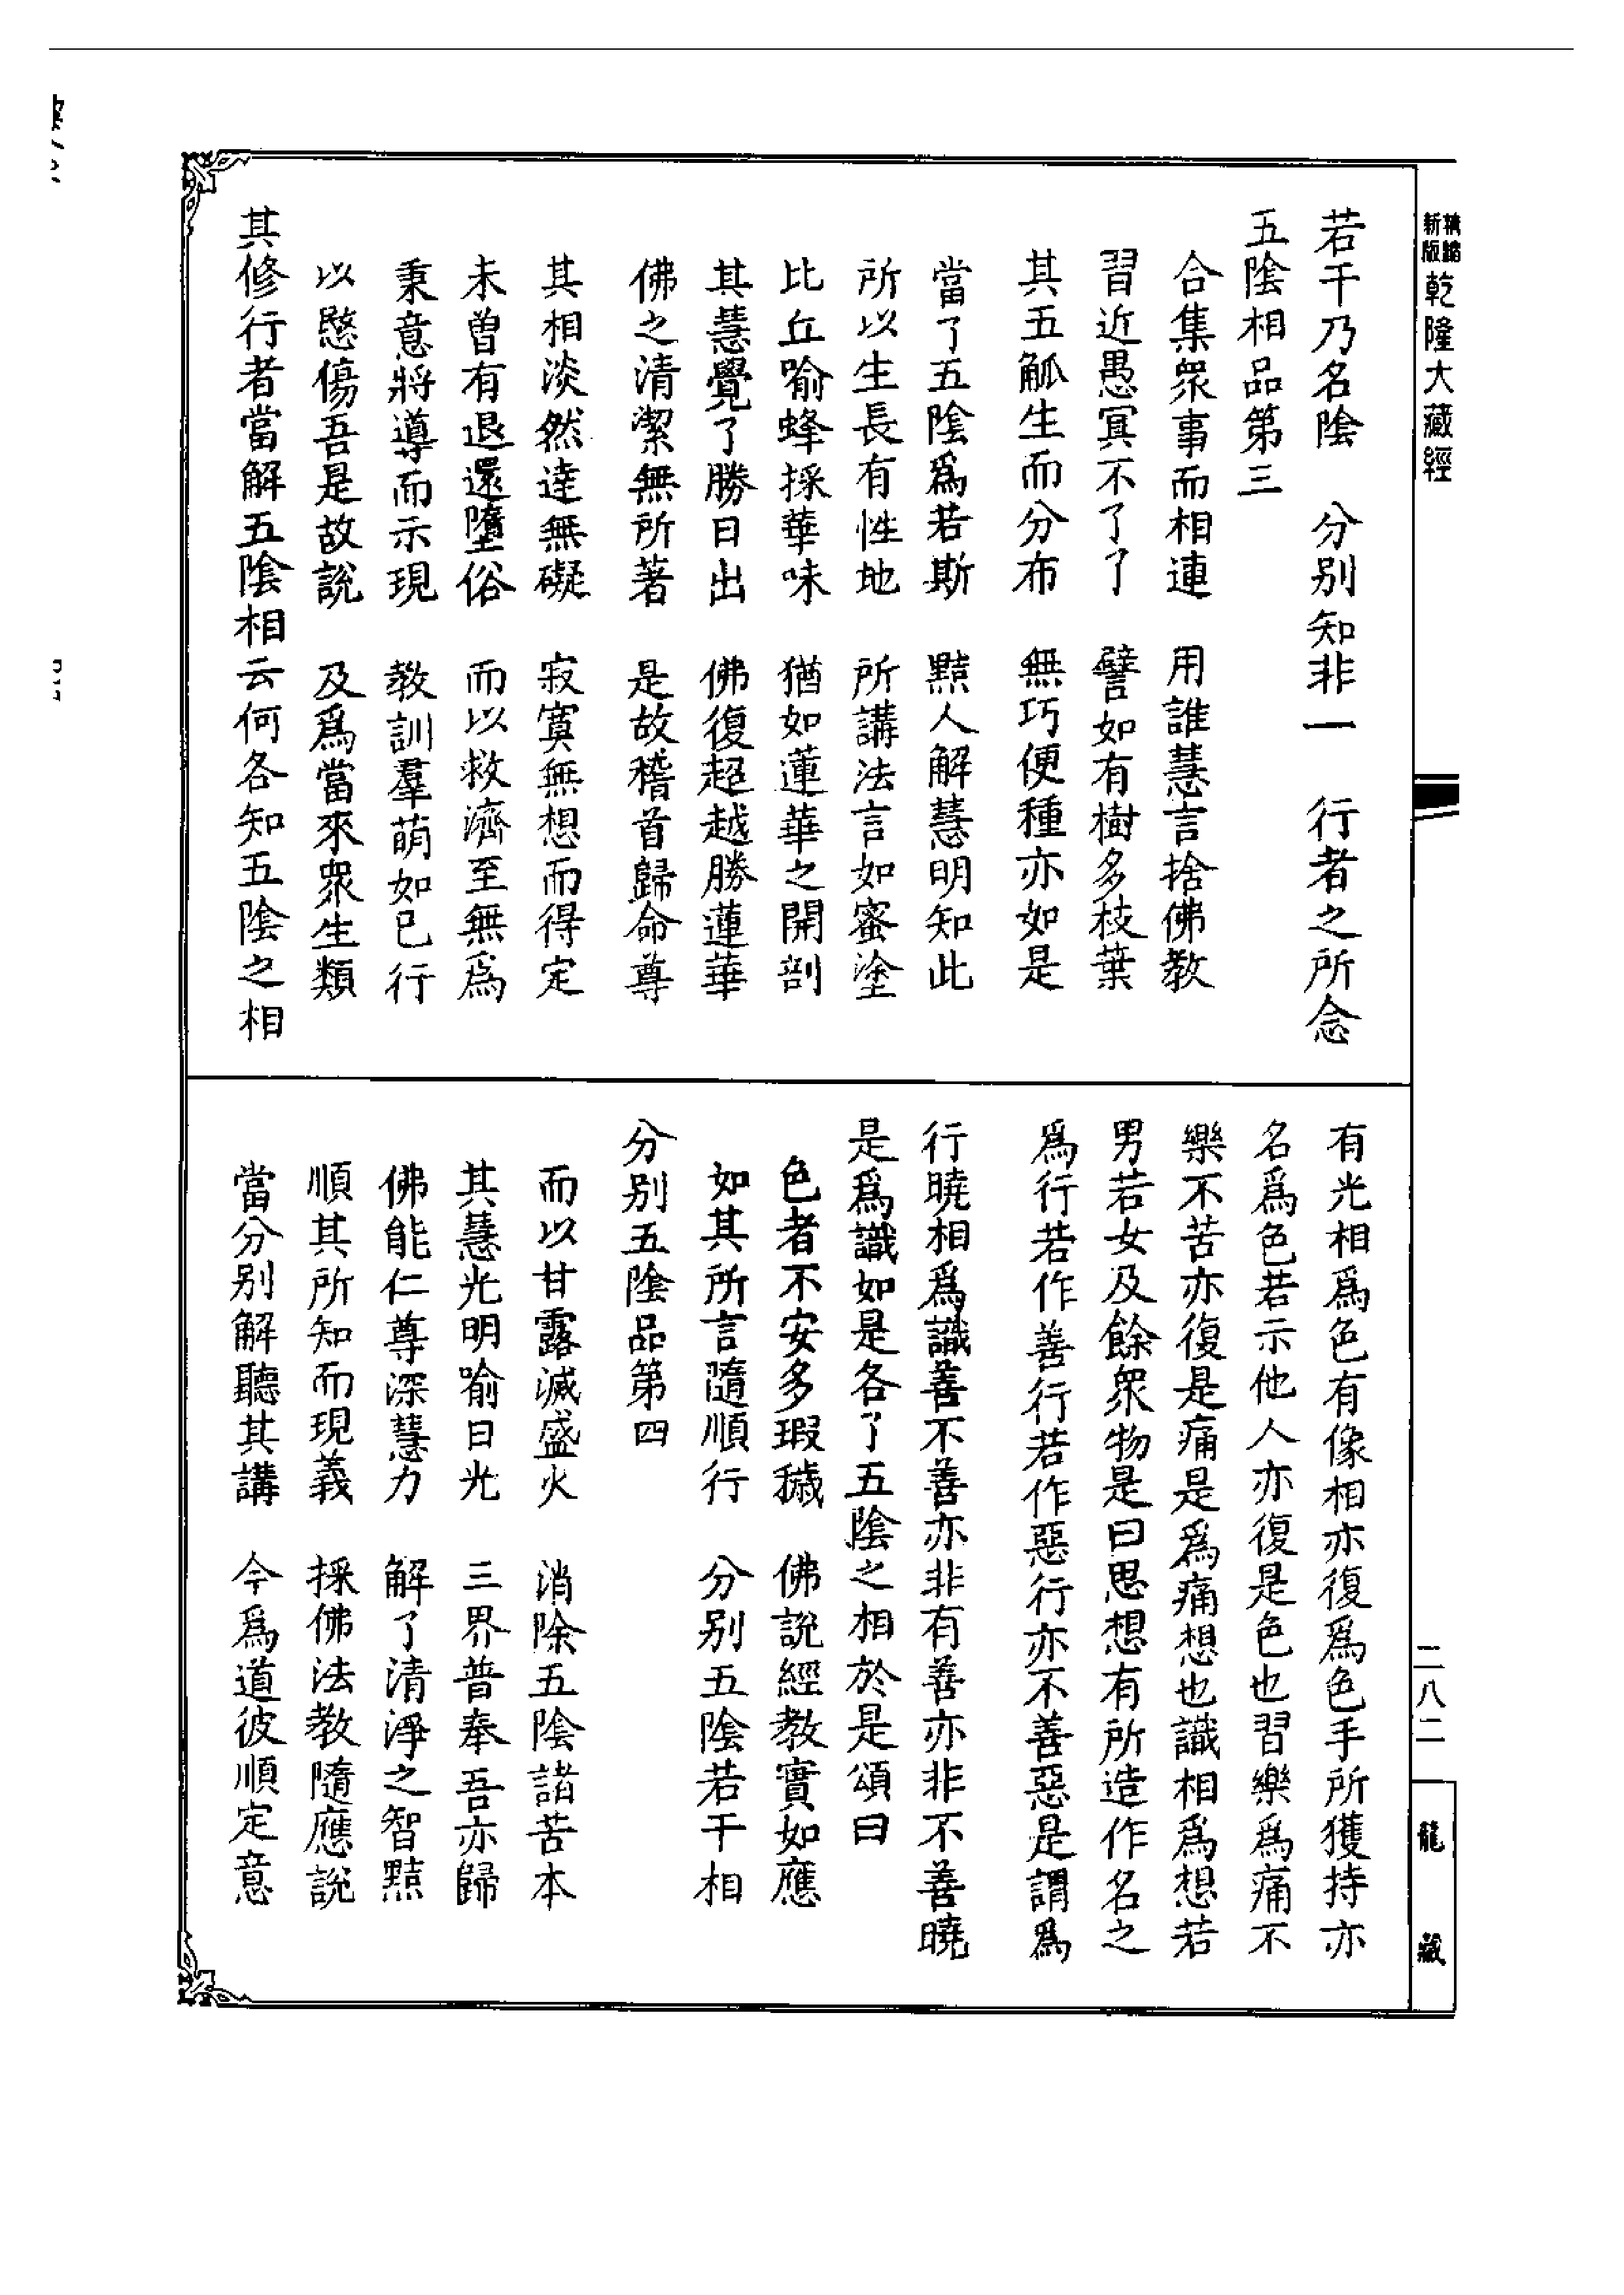 精縮新版乾隆大藏經
若干乃名陰　分別知非一　行者之所念
五陰相品第三
合集眾事而相連　用誰慧言捨佛教
習近愚冥不了了　譬如有樹多枝葉
其五觚生而分布　無巧便種亦如是
當了五陰爲若斯　黠人解慧明知此
所以生長有性地　所講法言如蜜塗
比丘喻蜂採華味　猶如蓮華之開剖
其慧覺了勝日出　佛復超越勝蓮華
佛之清潔無所著　是故稽首歸命尊
其相淡然達無礙　寂寞無想而得定
未曾有退還墮俗　而以救濟至無爲
秉意將導而示現　教訓羣萌如已行
以愍傷吾是故説　及爲當來眾生類
其修行者當解五陰相云何各知五陰之相
有光相爲色有像相亦復爲色手所獲持亦
名爲色若示他人亦復是色也習樂爲痛不
樂不苦亦復是痛是爲痛想也識相爲想若
男若女及餘眾物是曰思想有所造作名之
爲行若作善行若作惡行亦不善惡是謂爲
行曉相爲識善不善亦非有善亦非不善曉
是爲識如是各了五陰之相於是頌曰
色者不安多瑕穢　佛説經教實如應
如其所言隨順行　分別五陰若干相
分別五陰品第四
而以甘露滅盛火　消除五陰諸苦本
其慧光明喻日光　三界普奉吾亦歸
佛能仁尊深慧力　解了清淨之智黠
順其所知而現義　採佛法教隨應説
當分別解聽其講　今爲道彼順定意
二八二
龍藏